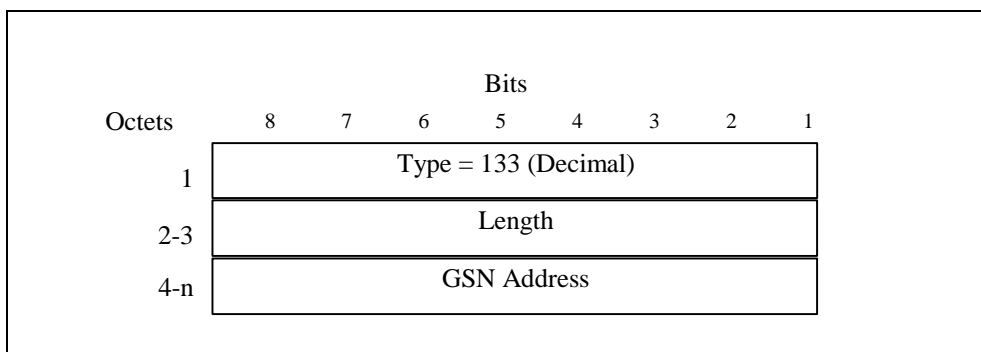 Bits
Octets 8 7 6 5 4 3 2 1
1 Type = 133 (Decimal)
2-3 Length
4-n GSN Address